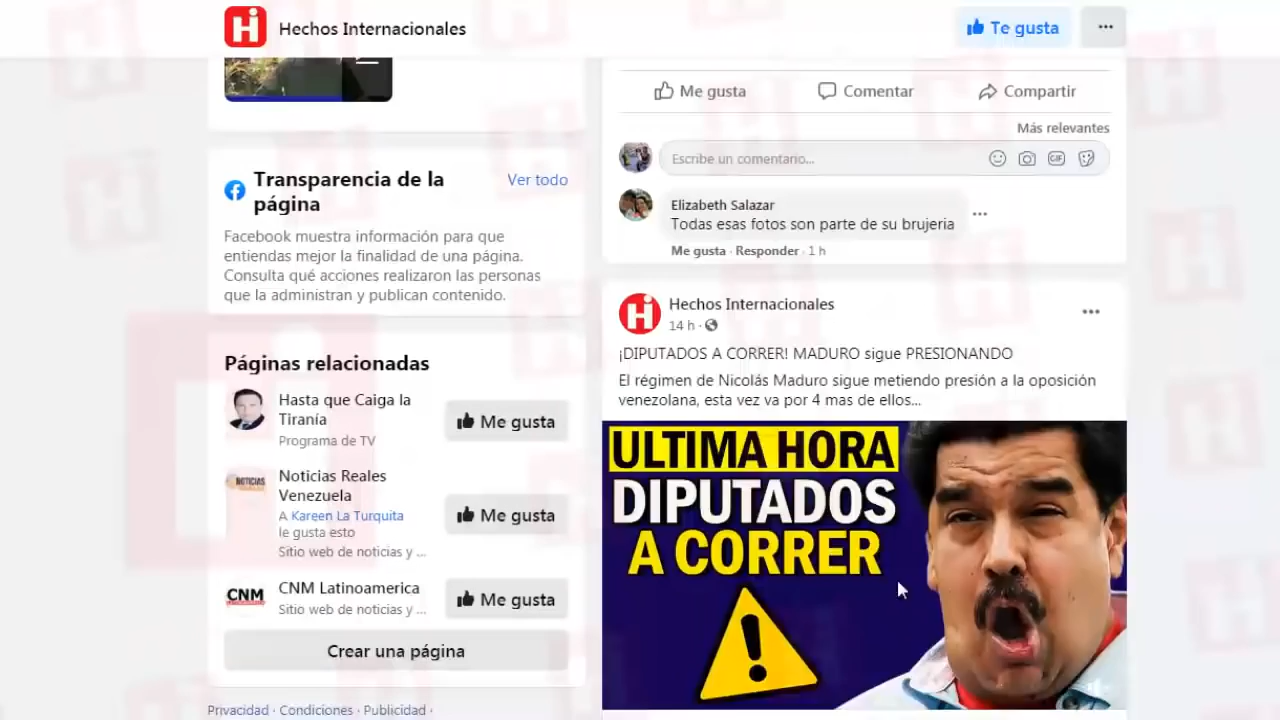 Hechos Internacionales
Te gusta
Transparencia de la
página
Ver todo
Facebook muestra información para que
entiendas mejor la finalidad de una página.
Consulta qué acciones realizaron las personas
que la administran y publican contenido.
Páginas relacionadas
Hasta que Caiga la
Tiranía
Programa de TV
Me gusta
NOTICIAS
Noticias Reales
Venezuela
A Kareen La Turquita
le gusta esto
Sitio web de noticias y ...
Me gusta
CNM
CNM Latinoamerica
Sitio web de noticias y ...
Me gusta
Crear una página
Privacidad · Condiciones · Publicidad ·
Me gusta Comentar Compartir
Más relevantes
Escribe un comentario...
GIF
Elizabeth Salazar
Todas esas fotos son parte de su brujeria
Me gusta · Responder · 1 h
Hechos Internacionales
14 h ·
¡DIPUTADOS A CORRER! MADURO sigue PRESIONANDO
El régimen de Nicolás Maduro sigue metiendo presión a la oposición
venezolana, esta vez va por 4 mas de ellos...
ULTIMA HORA
DIPUTADOS
A CORRER